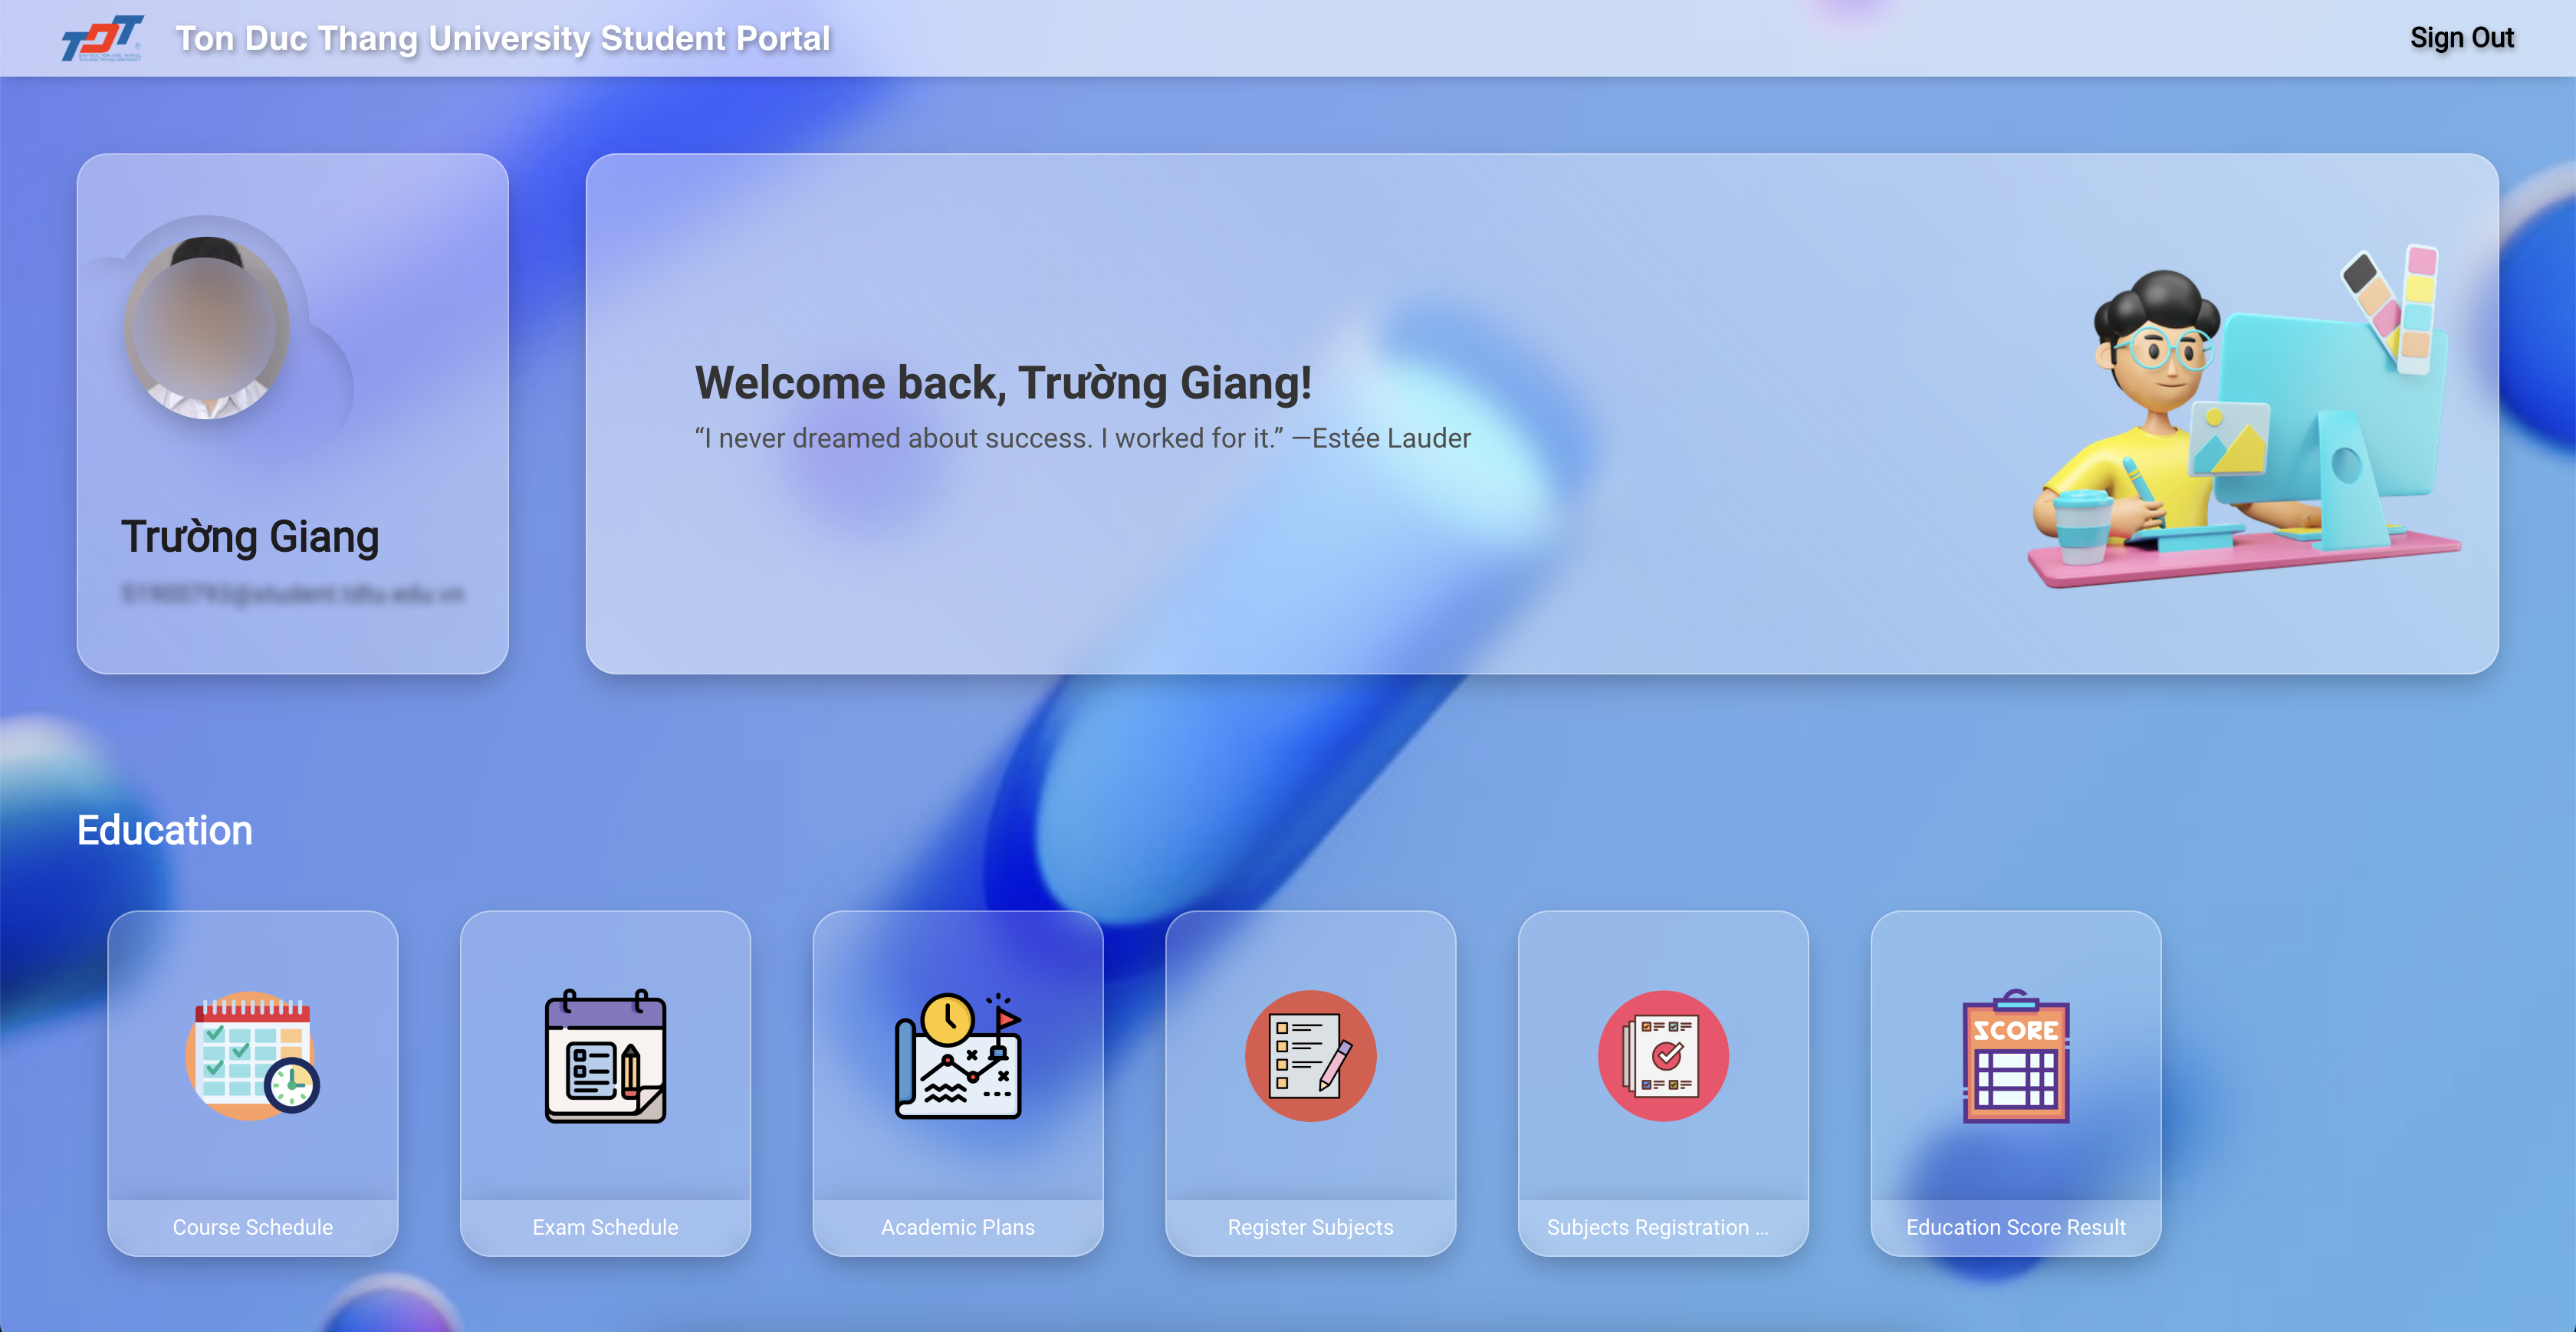 TDT
Ton Duc Thang University Student Portal
Sign Out
Welcome back, Trường Giang!
“I never dreamed about success. I worked for it.” —Estée Lauder
Trường Giang
Education
SCORE
Course Schedule
Exam Schedule
Academic Plans
Register Subjects
Subjects Registration ...
Education Score Result